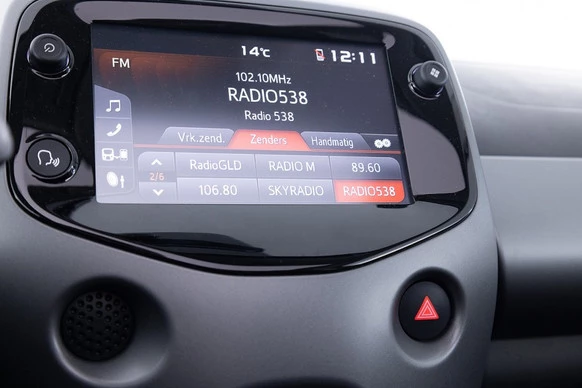 FM
14°C
12:11
102.10MHz
RADIO538
Radio 538
Vrk.zend. Zenders Handmatig
RadioGLD RADIO M 89.60
2/6
106.80 SKYRADIO RADIO538